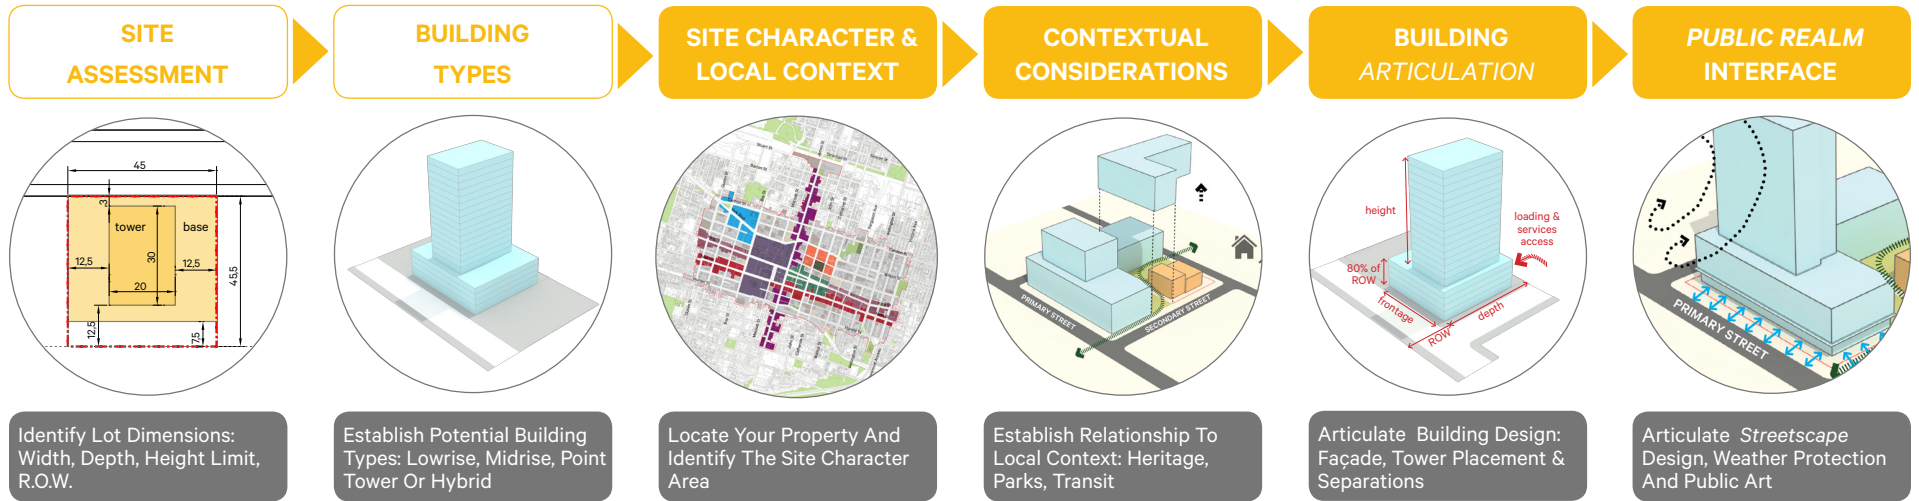 SITE
ASSESSMENT
BUILDING
TYPES
SITE CHARACTER &
LOCAL CONTEXT
CONTEXTUAL
CONSIDERATIONS
BUILDING
ARTICULATION
PUBLIC REALM
INTERFACE
45
3
tower
base
12,5
30
12,5
20
45,5
12,5
7,5
PRIMARY STREET
SECONDARY STREET
height
loading &
services
access
80% of
ROW
frontage
depth
ROW
PRIMARY STREET
Identify Lot Dimensions:
Width, Depth, Height Limit,
R.O.W.
Establish Potential Building
Types: Lowrise, Midrise, Point
Tower Or Hybrid
Locate Your Property And
Identify The Site Character
Area
Establish Relationship To
Local Context: Heritage,
Parks, Transit
Articulate Building Design:
Façade, Tower Placement &
Separations
Articulate Streetscape
Design, Weather Protection
And Public Art